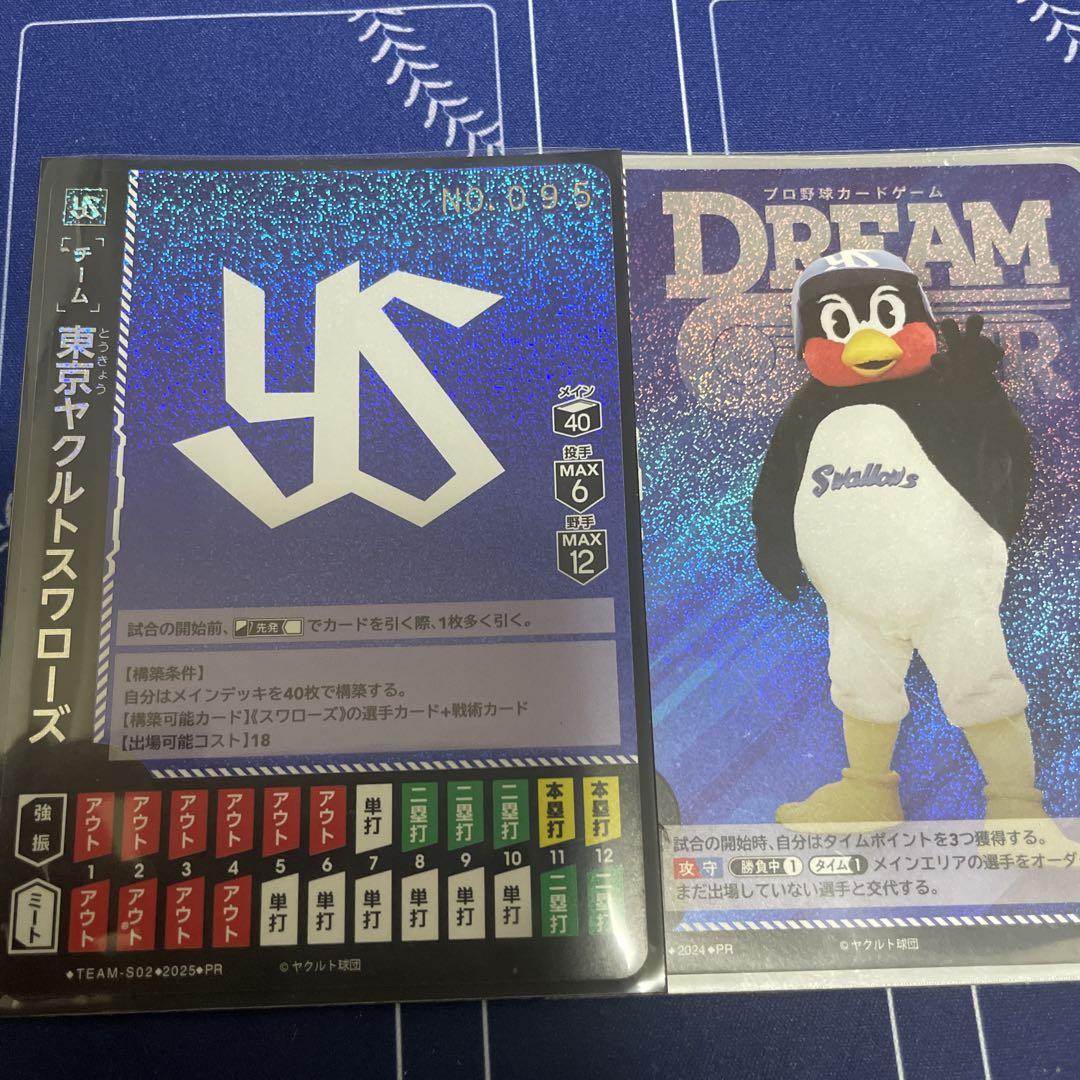 YS
NO.095
[チーム]
東京ヤクルトスワローズ
とうきょう
YS
メイン
40
投手
MAX
6
野手
MAX
12
試合の開始前、先発でカードを引く際、1枚多く引く。
【構築条件】
自分はメインデッキを40枚で構築する。
【構築可能カード】《スワローズ》の選手カード+戦術カード
【出場可能コスト】18
強振 アウト アウト アウト アウト アウト アウト 単打 二塁打 二塁打 二塁打 本塁打 本塁打
1 2 3 4 5 6 7 8 9 10 11 12
ミート アウト アウト アウト アウト 単打 単打 単打 単打 単打 単打 二塁打 二塁打
◆TEAM-S02◆2025◆PR ©ヤクルト球団
プロ野球カードゲーム
DREAM
YS
Swallows
試合の開始時、自分はタイムポイントを3つ獲得する。
攻 守 勝負中 1 タイム 1 メインエリアの選手をオーダ
まだ出場していない選手と交代する。
◆2024◆PR ©ヤクルト球団